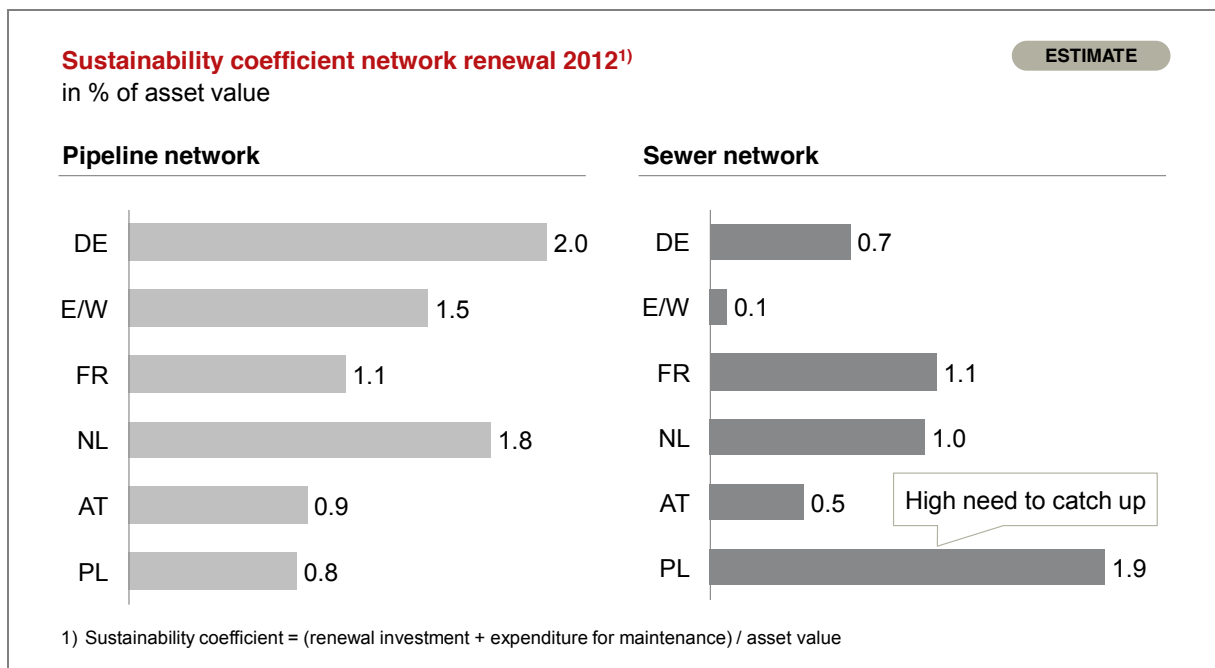 Sustainability coefficient network renewal 2012¹⁾
ESTIMATE
in % of asset value
Pipeline network
DE 2.0
E/W 1.5
FR 1.1
NL 1.8
AT 0.9
PL 0.8
Sewer network
DE 0.7
E/W 0.1
FR 1.1
NL 1.0
AT 0.5
High need to catch up
PL 1.9
1) Sustainability coefficient = (renewal investment + expenditure for maintenance) / asset value